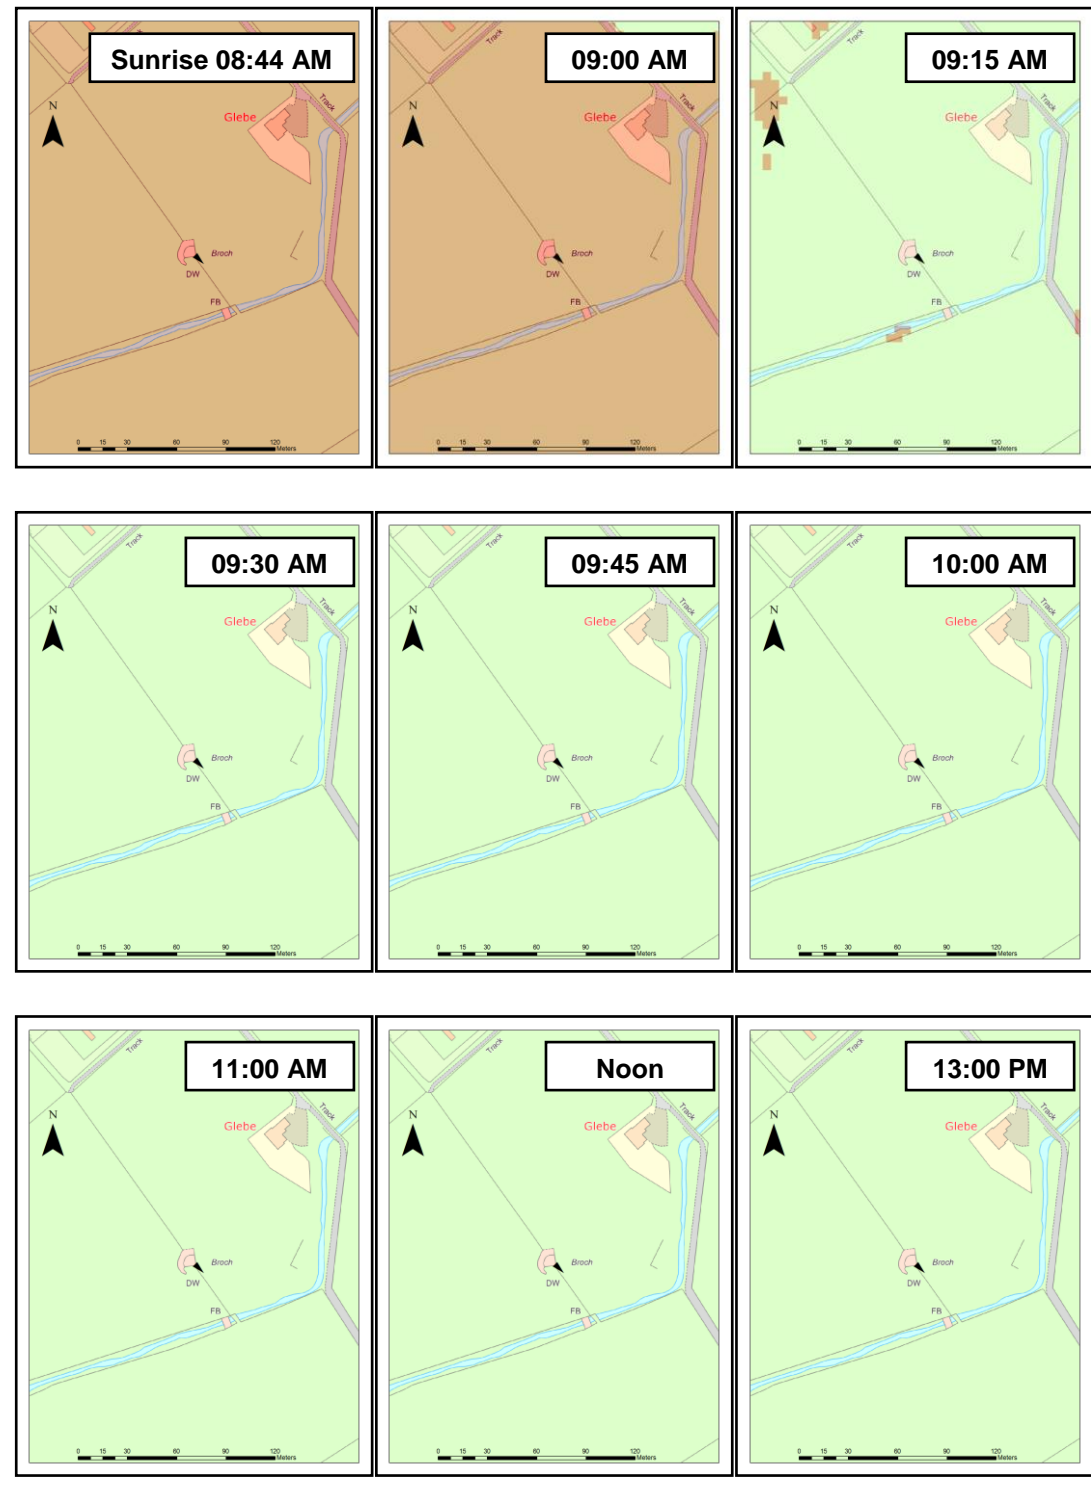 Sunrise 08:44 AM
Track
N
Glebe
Track
Broch
DW
FB
0 15 30 60 90 120
Meters
09:00 AM
Track
N
Glebe
Track
Broch
DW
FB
0 15 30 60 90 120
Meters
09:15 AM
Track
N
Glebe
Track
Broch
DW
FB
0 15 30 60 90 120
Meters
09:30 AM
Track
N
Glebe
Track
Broch
DW
FB
0 15 30 60 90 120
Meters
09:45 AM
Track
N
Glebe
Track
Broch
DW
FB
0 15 30 60 90 120
Meters
10:00 AM
Track
N
Glebe
Track
Broch
DW
FB
0 15 30 60 90 120
Meters
11:00 AM
Track
N
Glebe
Track
Broch
DW
FB
0 15 30 60 90 120
Meters
Noon
Track
N
Glebe
Track
Broch
DW
FB
0 15 30 60 90 120
Meters
13:00 PM
Track
N
Glebe
Track
Broch
DW
FB
0 15 30 60 90 120
Meters